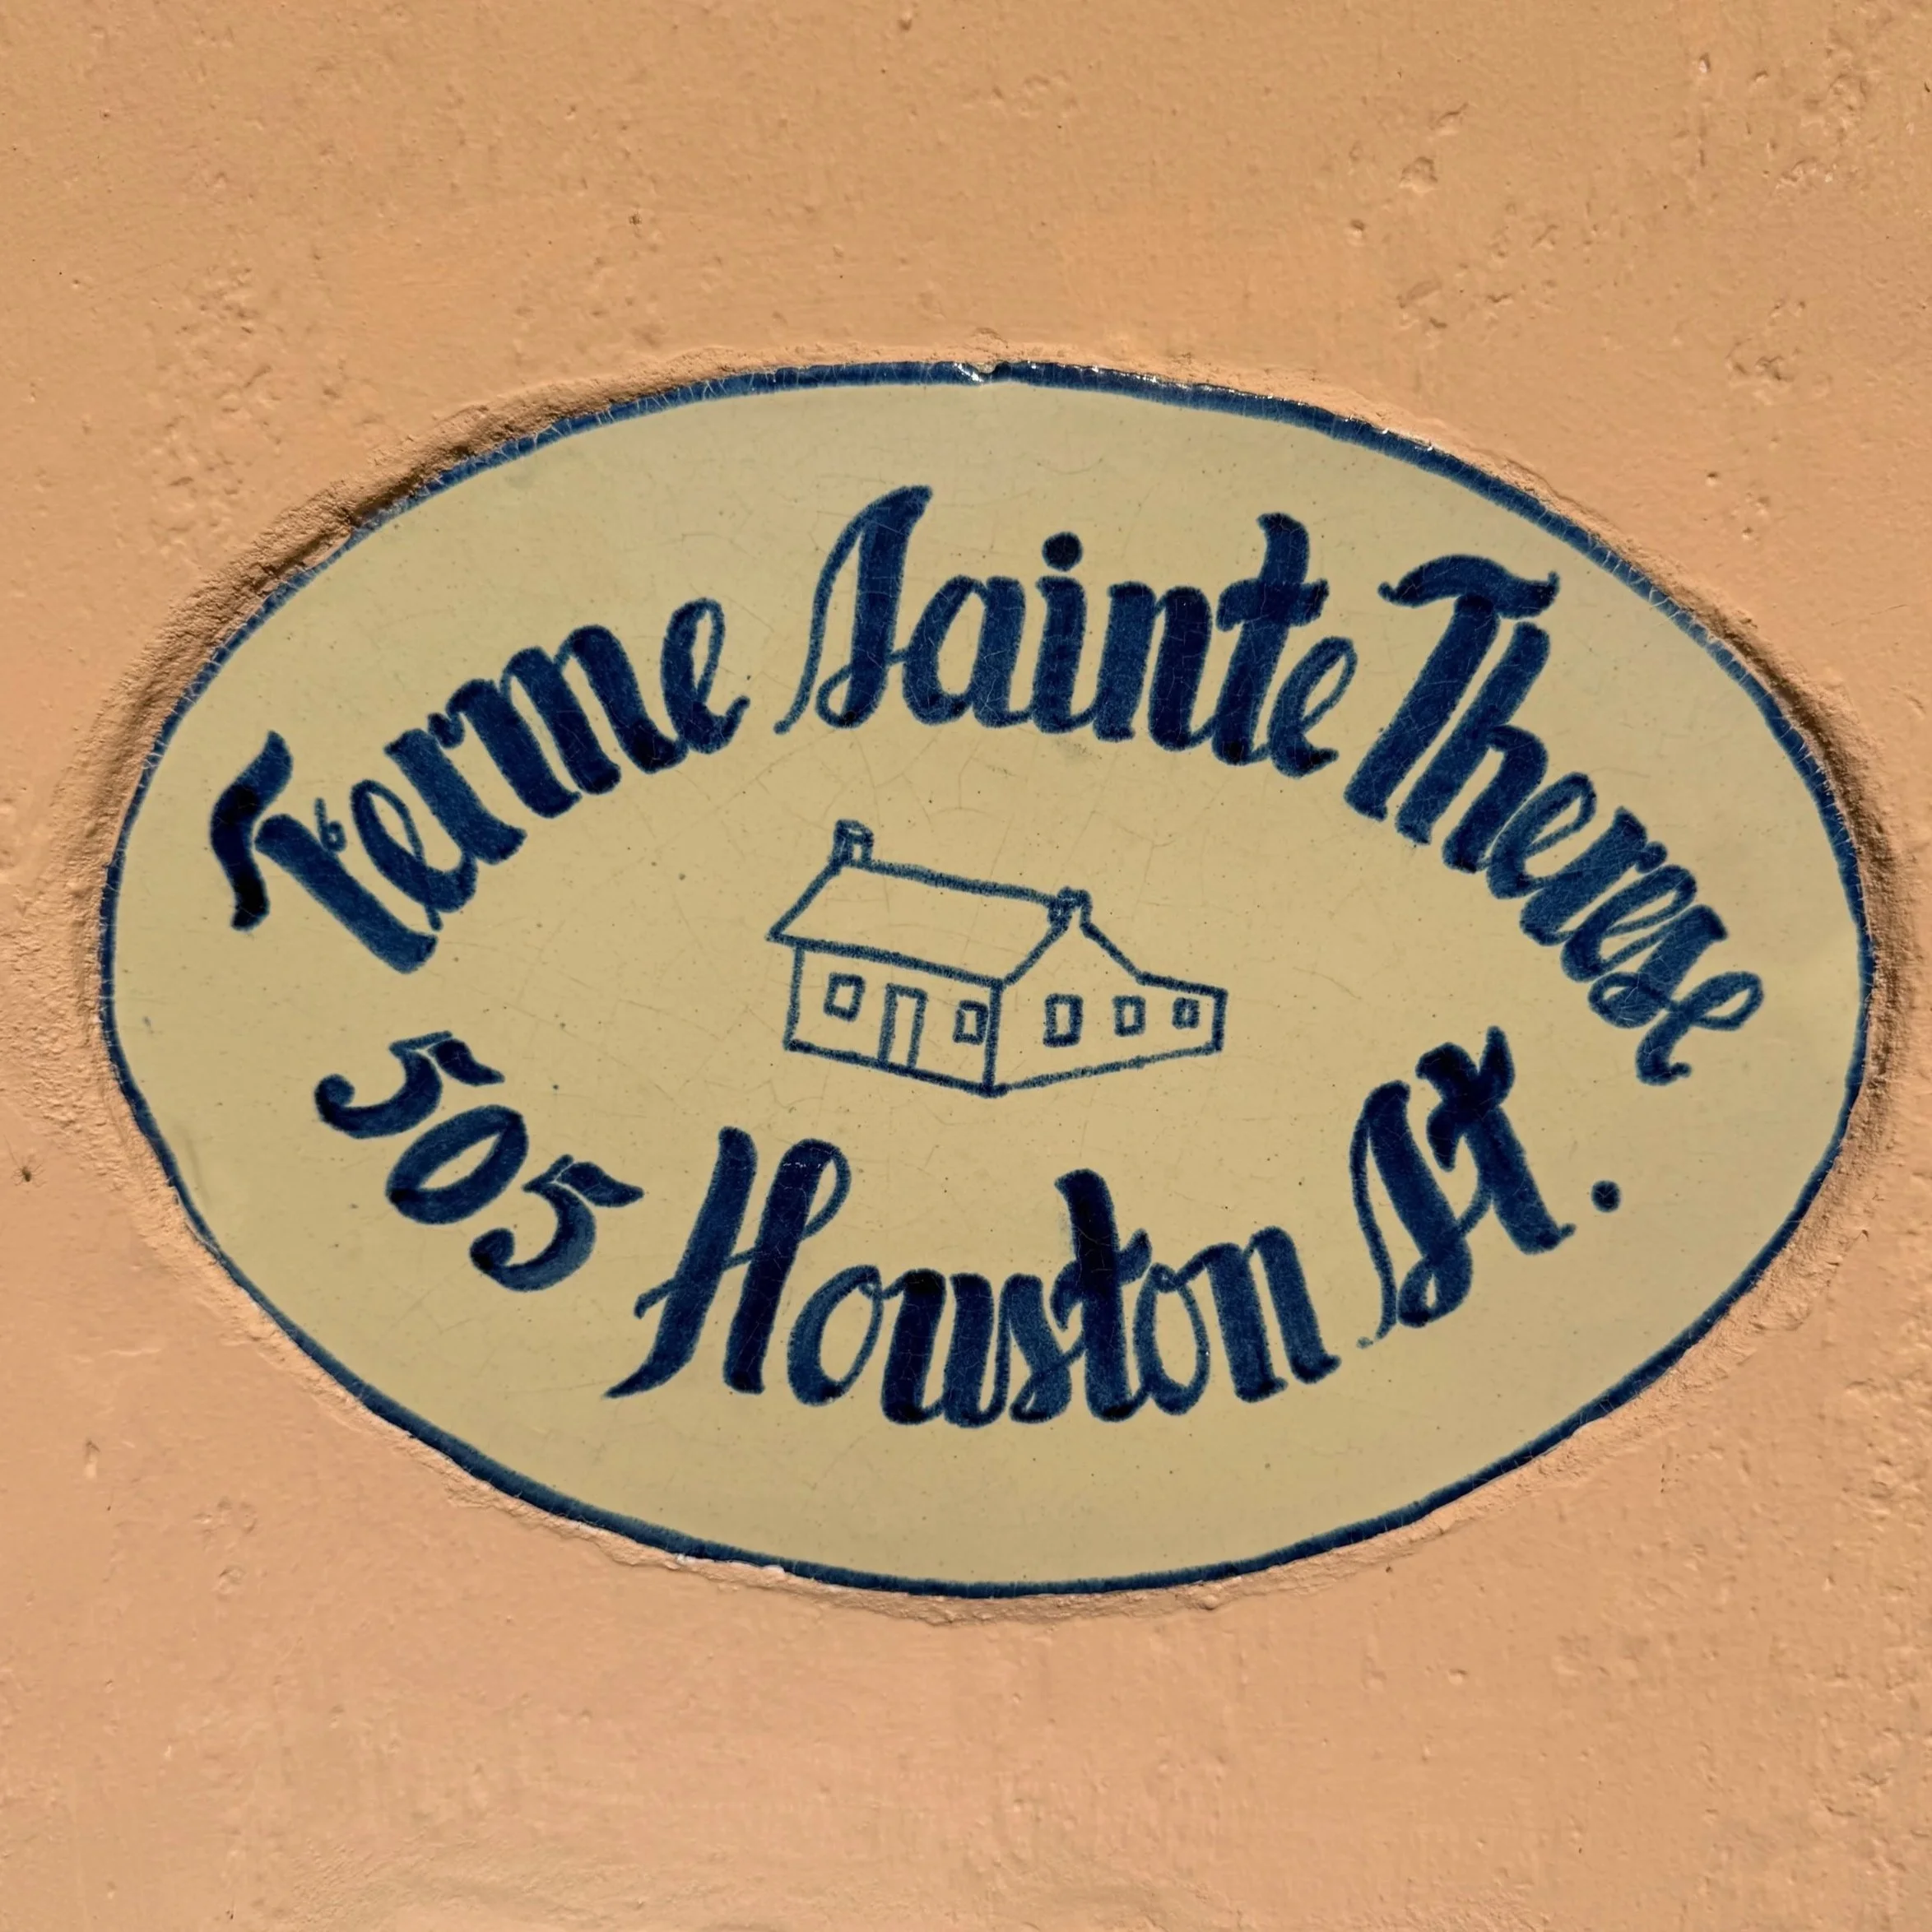 Ferme Sainte Therese
505 Houston St.